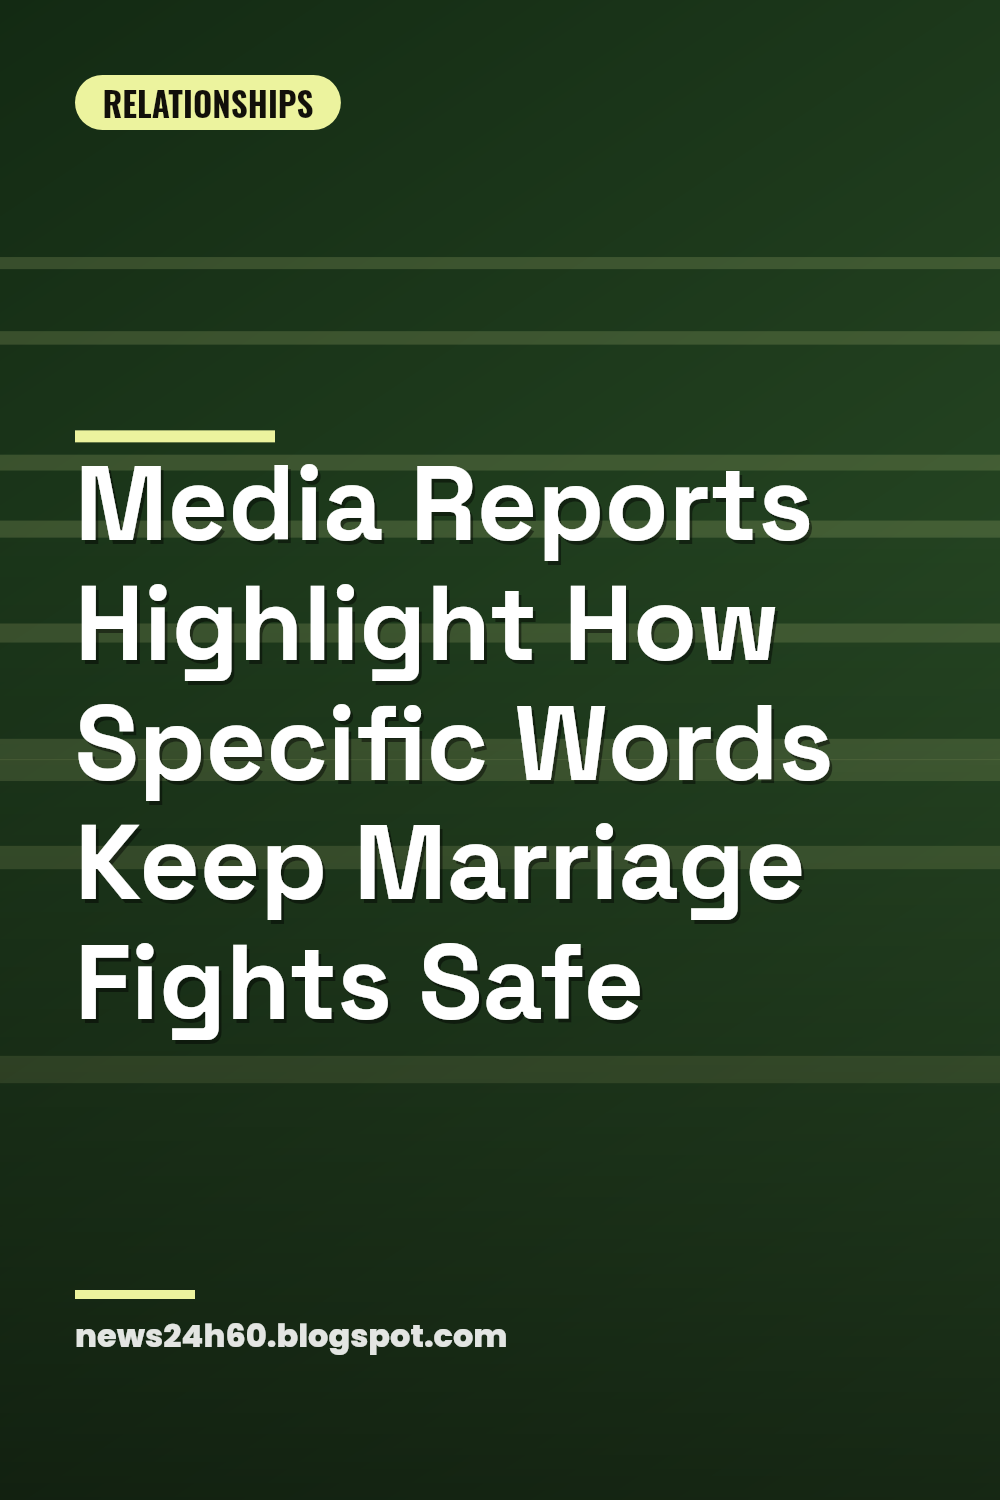 RELATIONSHIPS
Media Reports
Highlight How
Specific Words
Keep Marriage
Fights Safe
news24h60.blogspot.com